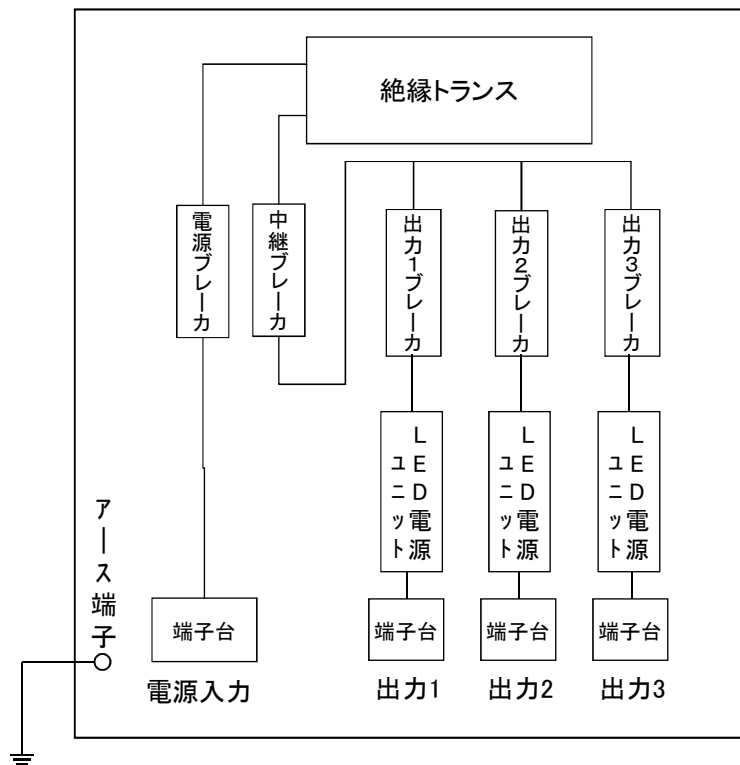 絶縁トランス
電源ブレーカ
中継ブレーカ
出力1ブレーカ
出力2ブレーカ
出力3ブレーカ
LED電源
ユニット
LED電源
ユニット
LED電源
ユニット
アース端子
端子台
端子台
端子台
端子台
電源入力
出力1
出力2
出力3